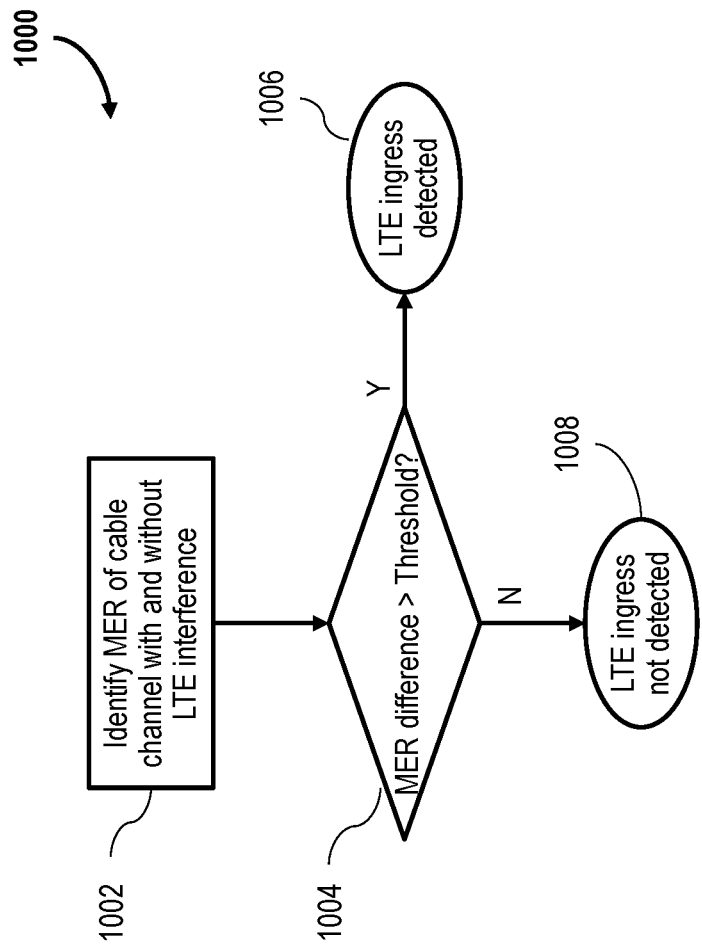 1000
1002
Identify MER of cable
channel with and without
LTE interference
1004
MER difference > Threshold?
Y
1006
LTE ingress
detected
N
1008
LTE ingress
not detected